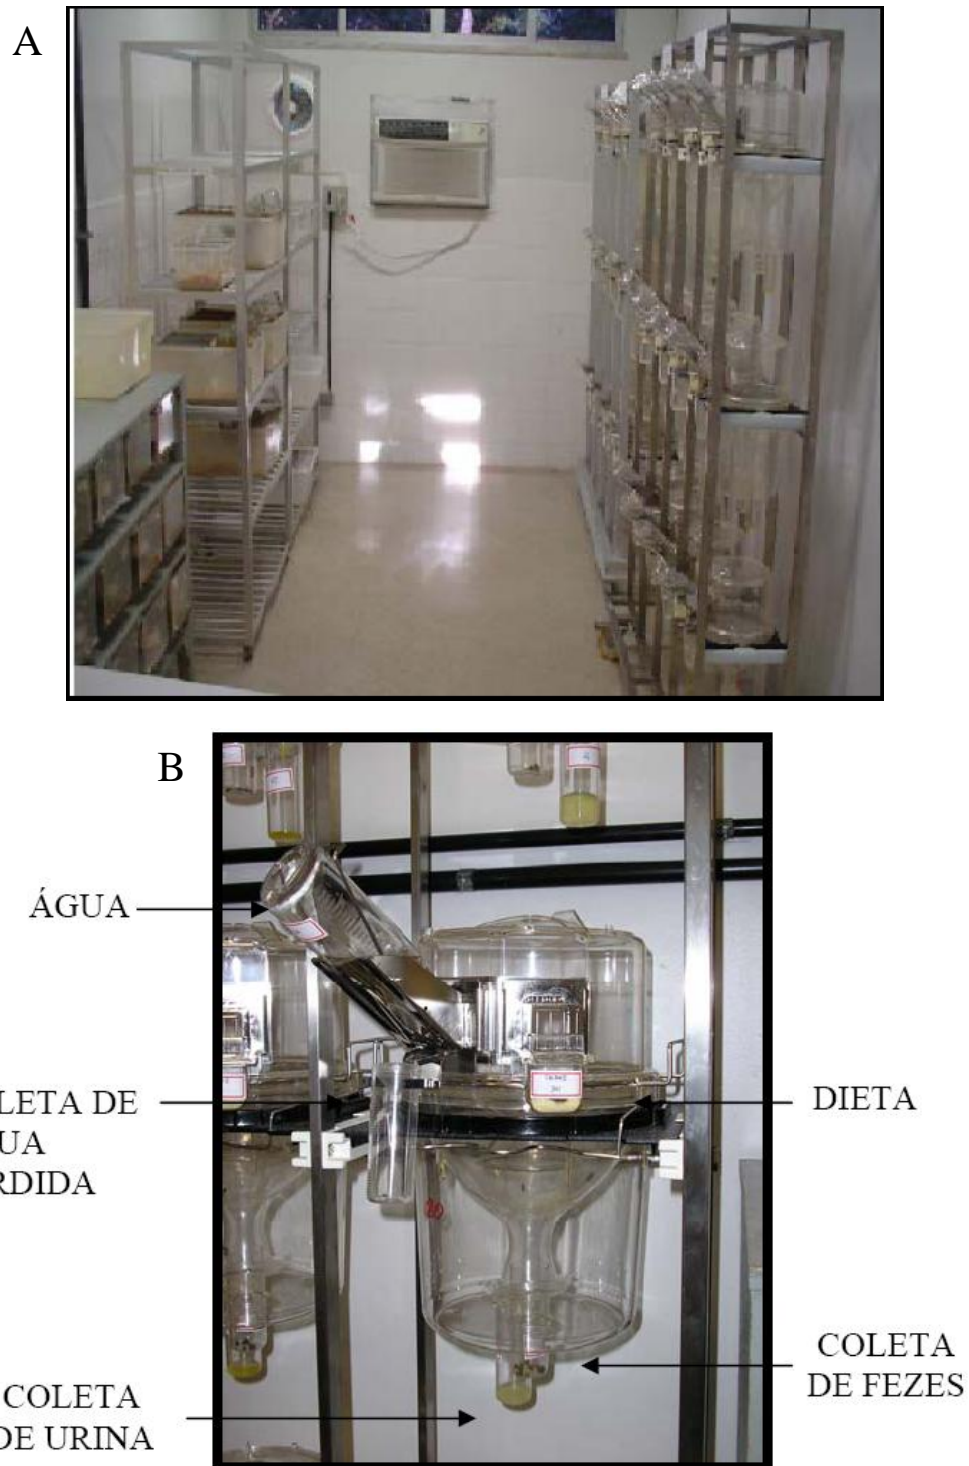 A
B
ÁGUA
LETA DE
UA
RDIDA
DIETA
COLETA
DE FEZES
COLETA
DE URINA